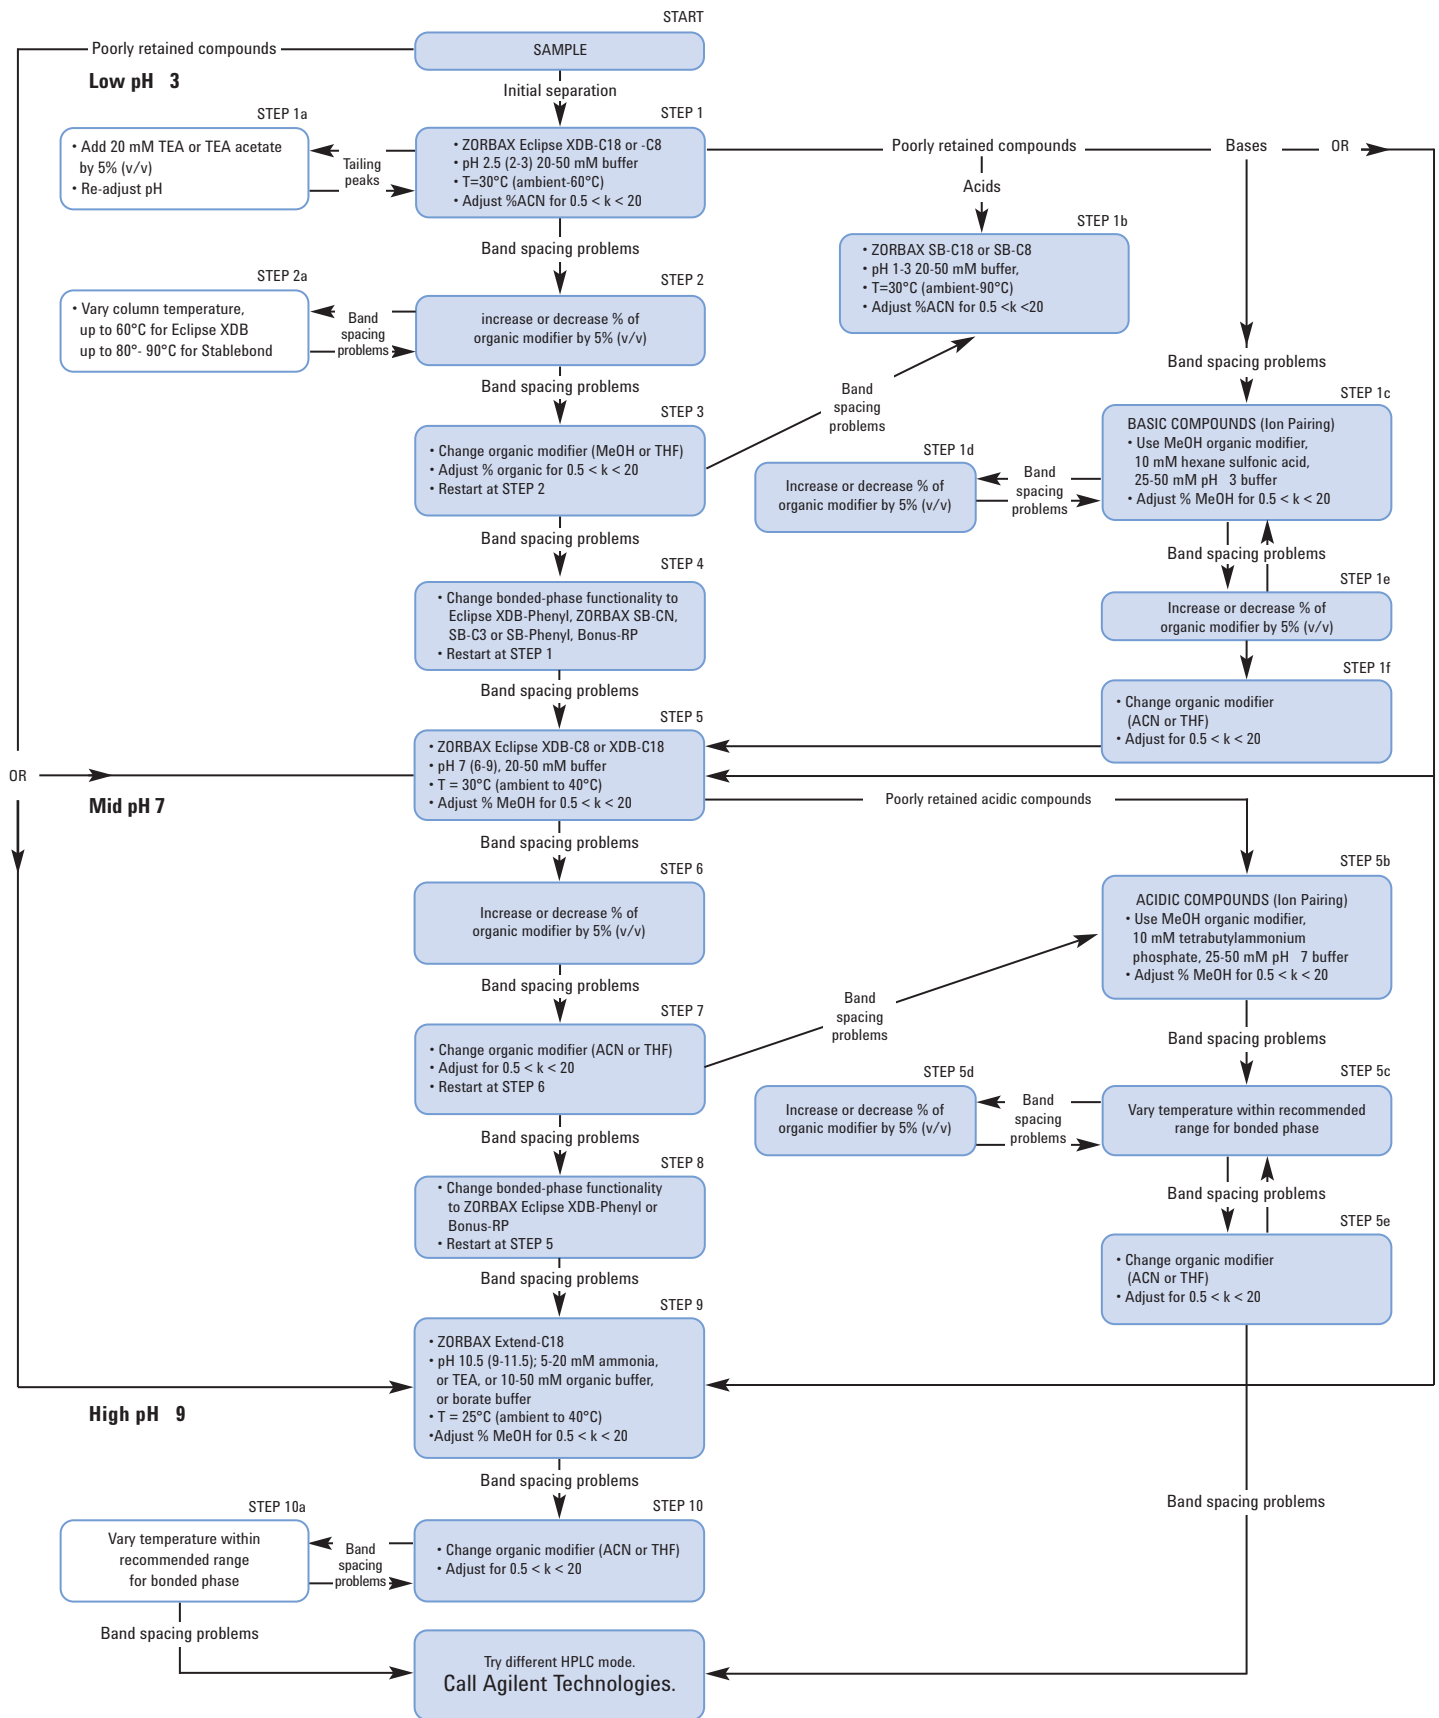 START
Poorly retained compounds
SAMPLE
Low pH 3
Initial separation
STEP 1a
• Add 20 mM TEA or TEA acetate
by 5% (v/v)
• Re-adjust pH
Tailing
peaks
STEP 1
• ZORBAX Eclipse XDB-C18 or -C8
• pH 2.5 (2-3) 20-50 mM buffer
• T=30°C (ambient-60°C)
• Adjust %ACN for 0.5 < k < 20
Poorly retained compounds
Bases
OR
Acids
STEP 1b
• ZORBAX SB-C18 or SB-C8
• pH 1-3 20-50 mM buffer,
• T=30°C (ambient-90°C)
• Adjust %ACN for 0.5 <k <20
Band spacing problems
STEP 2a
• Vary column temperature,
up to 60°C for Eclipse XDB
up to 80°- 90°C for Stablebond
Band
spacing
problems
STEP 2
increase or decrease % of
organic modifier by 5% (v/v)
Band spacing problems
STEP 3
• Change organic modifier (MeOH or THF)
• Adjust % organic for 0.5 < k < 20
• Restart at STEP 2
Band
spacing
problems
Band spacing problems
STEP 1c
BASIC COMPOUNDS (Ion Pairing)
• Use MeOH organic modifier,
10 mM hexane sulfonic acid,
25-50 mM pH 3 buffer
• Adjust % MeOH for 0.5 < k < 20
STEP 1d
Increase or decrease % of
organic modifier by 5% (v/v)
Band
spacing
problems
Band spacing problems
STEP 1e
Increase or decrease % of
organic modifier by 5% (v/v)
STEP 1f
• Change organic modifier
(ACN or THF)
• Adjust for 0.5 < k < 20
Band spacing problems
STEP 4
• Change bonded-phase functionality to
Eclipse XDB-Phenyl, ZORBAX SB-CN,
SB-C3 or SB-Phenyl, Bonus-RP
• Restart at STEP 1
Band spacing problems
STEP 5
• ZORBAX Eclipse XDB-C8 or XDB-C18
• pH 7 (6-9), 20-50 mM buffer
• T = 30°C (ambient to 40°C)
• Adjust % MeOH for 0.5 < k < 20
OR
Mid pH 7
Poorly retained acidic compounds
Band spacing problems
STEP 6
Increase or decrease % of
organic modifier by 5% (v/v)
STEP 5b
ACIDIC COMPOUNDS (Ion Pairing)
• Use MeOH organic modifier,
10 mM tetrabutylammonium
phosphate, 25-50 mM pH 7 buffer
• Adjust % MeOH for 0.5 < k < 20
Band spacing problems
STEP 7
• Change organic modifier (ACN or THF)
• Adjust for 0.5 < k < 20
• Restart at STEP 6
Band
spacing
problems
Band spacing problems
STEP 5c
Vary temperature within recommended
range for bonded phase
STEP 5d
Increase or decrease % of
organic modifier by 5% (v/v)
Band
spacing
problems
Band spacing problems
STEP 5e
• Change organic modifier
(ACN or THF)
• Adjust for 0.5 < k < 20
Band spacing problems
STEP 8
• Change bonded-phase functionality
to ZORBAX Eclipse XDB-Phenyl or
Bonus-RP
• Restart at STEP 5
Band spacing problems
STEP 9
• ZORBAX Extend-C18
• pH 10.5 (9-11.5); 5-20 mM ammonia,
or TEA, or 10-50 mM organic buffer,
or borate buffer
• T = 25°C (ambient to 40°C)
•Adjust % MeOH for 0.5 < k < 20
High pH 9
Band spacing problems
Band spacing problems
STEP 10a
Vary temperature within
recommended range
for bonded phase
Band
spacing
problems
STEP 10
• Change organic modifier (ACN or THF)
• Adjust for 0.5 < k < 20
Band spacing problems
Try different HPLC mode.
Call Agilent Technologies.